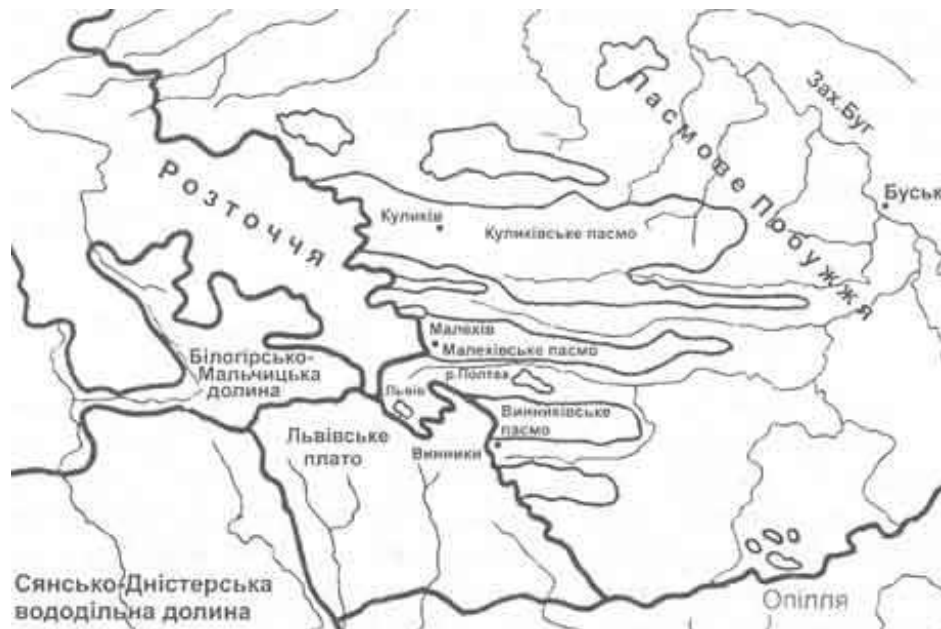 Пасмове Побужжя
Зах.Буг
Розточчя
Буськ
Куликів
Куликівське пасмо
Малехів
Малехівське пасмо
Білогірсько-
Мальчицька
долина
р.Полтва
Львів
Винниківське
пасмо
Львівське
плато
Винники
Сянсько-Дністерська
вододільна долина
Опілля